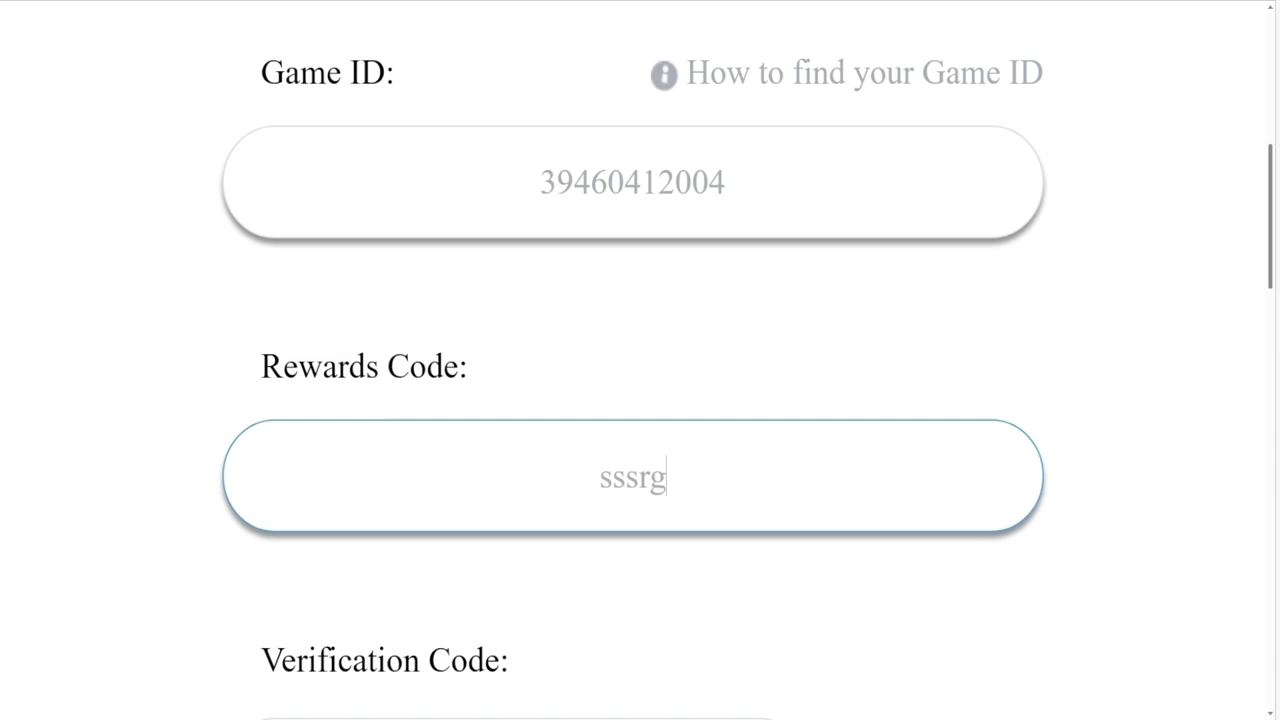 Game ID:
How to find your Game ID
39460412004
Rewards Code:
sssrg
Verification Code: